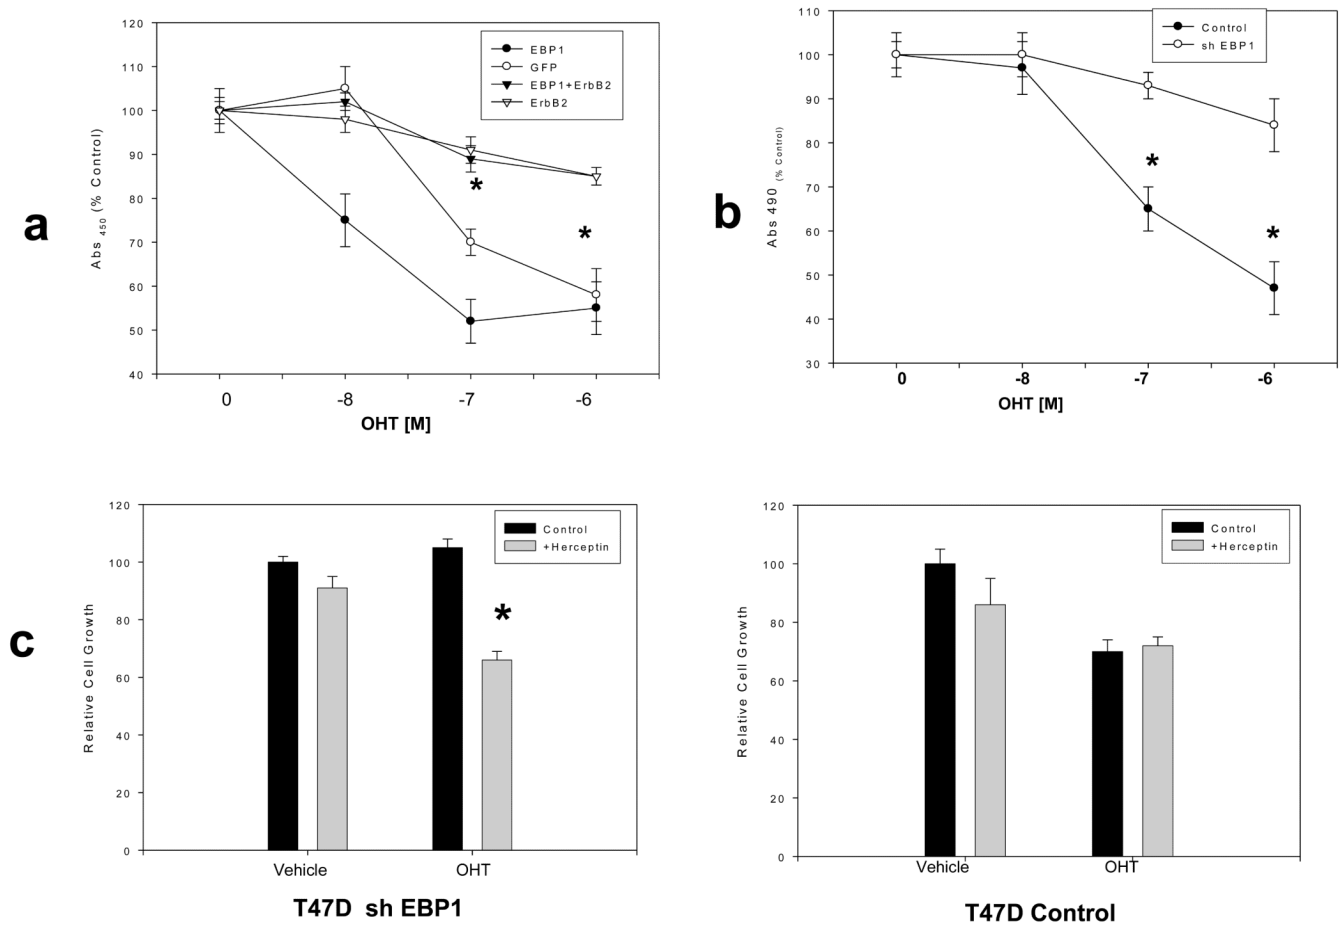 a
120
110
100
90
80
70
60
50
40
Abs 450 (% Control)
EBP1
GFP
EBP1+ErbB2
ErbB2
*
*
0 -8 -7 -6
OHT [M]
b
110
100
90
80
70
60
50
40
30
Abs 490 (% Control)
Control
sh EBP1
*
*
0 -8 -7 -6
OHT [M]
c
120
100
80
60
40
20
0
Relative Cell Growth
Control
+Herceptin
*
Vehicle OHT
T47D sh EBP1
120
100
80
60
40
20
0
Relative Cell Growth
Control
+Herceptin
Vehicle OHT
T47D Control